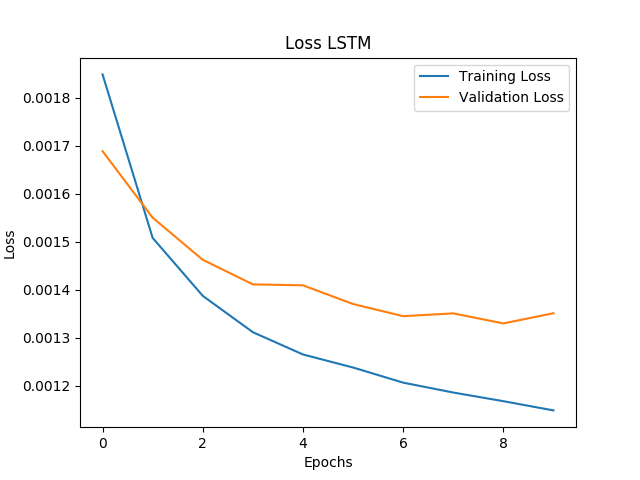 Loss LSTM
Training Loss
Validation Loss
0.0018
0.0017
0.0016
0.0015
0.0014
0.0013
0.0012
Loss
0 2 4 6 8
Epochs